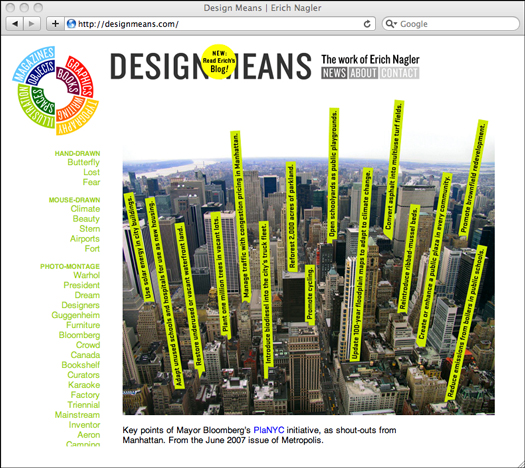 Design Means | Erich Nagler
http://designmeans.com/
Google
MAGAZINES
GRAPHICS
OBJECTS
BOOKS
SPACES
WRITING
ILLUSTRATION
TYPOGRAPHY
DESIGN MEANS
NEW:
Read Erich's
Blog!
The work of Erich Nagler
NEWS ABOUT CONTACT
HAND-DRAWN
Butterfly
Lost
Fear
MOUSE-DRAWN
Climate
Beauty
Stem
Airports
Fort
PHOTO-MONTAGE
Warhol
President
Dream
Designers
Guggenheim
Furniture
Bloomberg
Crowd
Canada
Bookshelf
Curators
Karaoke
Factory
Triennial
Mainstream
Inventor
Aeron
Camping
Use solar energy in city buildings.
Adapt unused schools and hospitals for use as new housing.
Restore underused or vacant waterfront land.
Plant one million trees in vacant lots.
Manage traffic with congestion pricing in Manhattan.
Introduce biodiesel into the city's truck fleet.
Reforest 2,000 acres of parkland.
Promote cycling.
Open schoolyards as public playgrounds.
Update 100-year floodplain maps to adapt to climate change.
Convert asphalt into multiuse turf fields.
Reintroduce ribbed-mussel beds.
Create or enhance a public plaza in every community.
Promote brownfield redevelopment.
Reduce emissions from boilers in public schools.
Key points of Mayor Bloomberg's PlaNYC initiative, as shout-outs from
Manhattan. From the June 2007 issue of Metropolis.